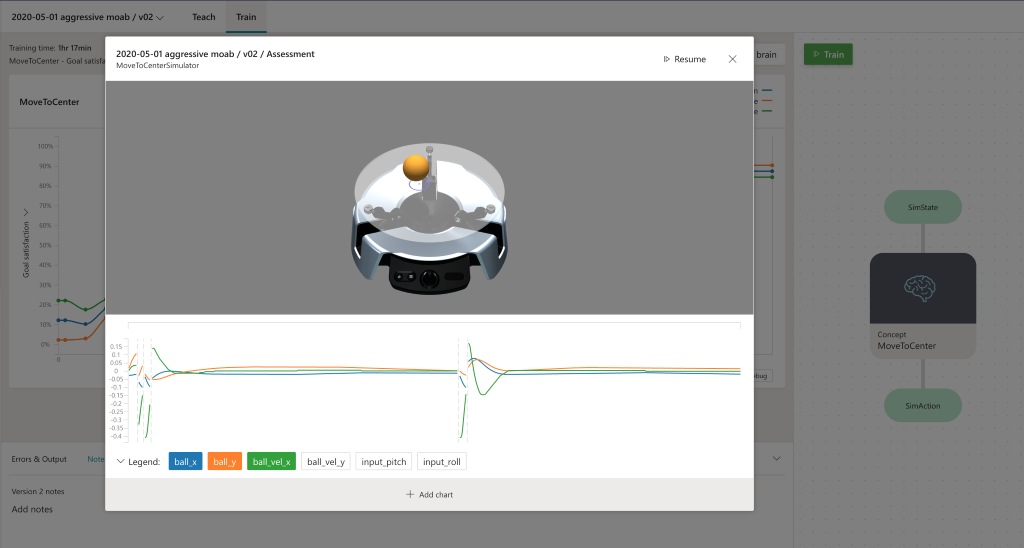 2020-05-01 aggressive moab / v02
Teach
Train
Training time: 1hr 17min
MoveToCenter - Goal satisfa
2020-05-01 aggressive moab / v02 / Assessment
MoveToCenterSimulator
Resume
brain
Train
MoveToCenter
n
e
e
100%
90%
80%
70%
60%
50%
40%
30%
20%
10%
0%
Goal satisfaction
0
SimState
Concept
MoveToCenter
SimAction
0.15
0.1
0.05
0
-0.05
-0.1
-0.15
-0.2
-0.25
-0.3
-0.35
-0.4
bug
Legend:
ball_x
ball_y
ball_vel_x
ball_vel_y
input_pitch
input_roll
Add chart
Errors & Output
Note
Version 2 notes
Add notes